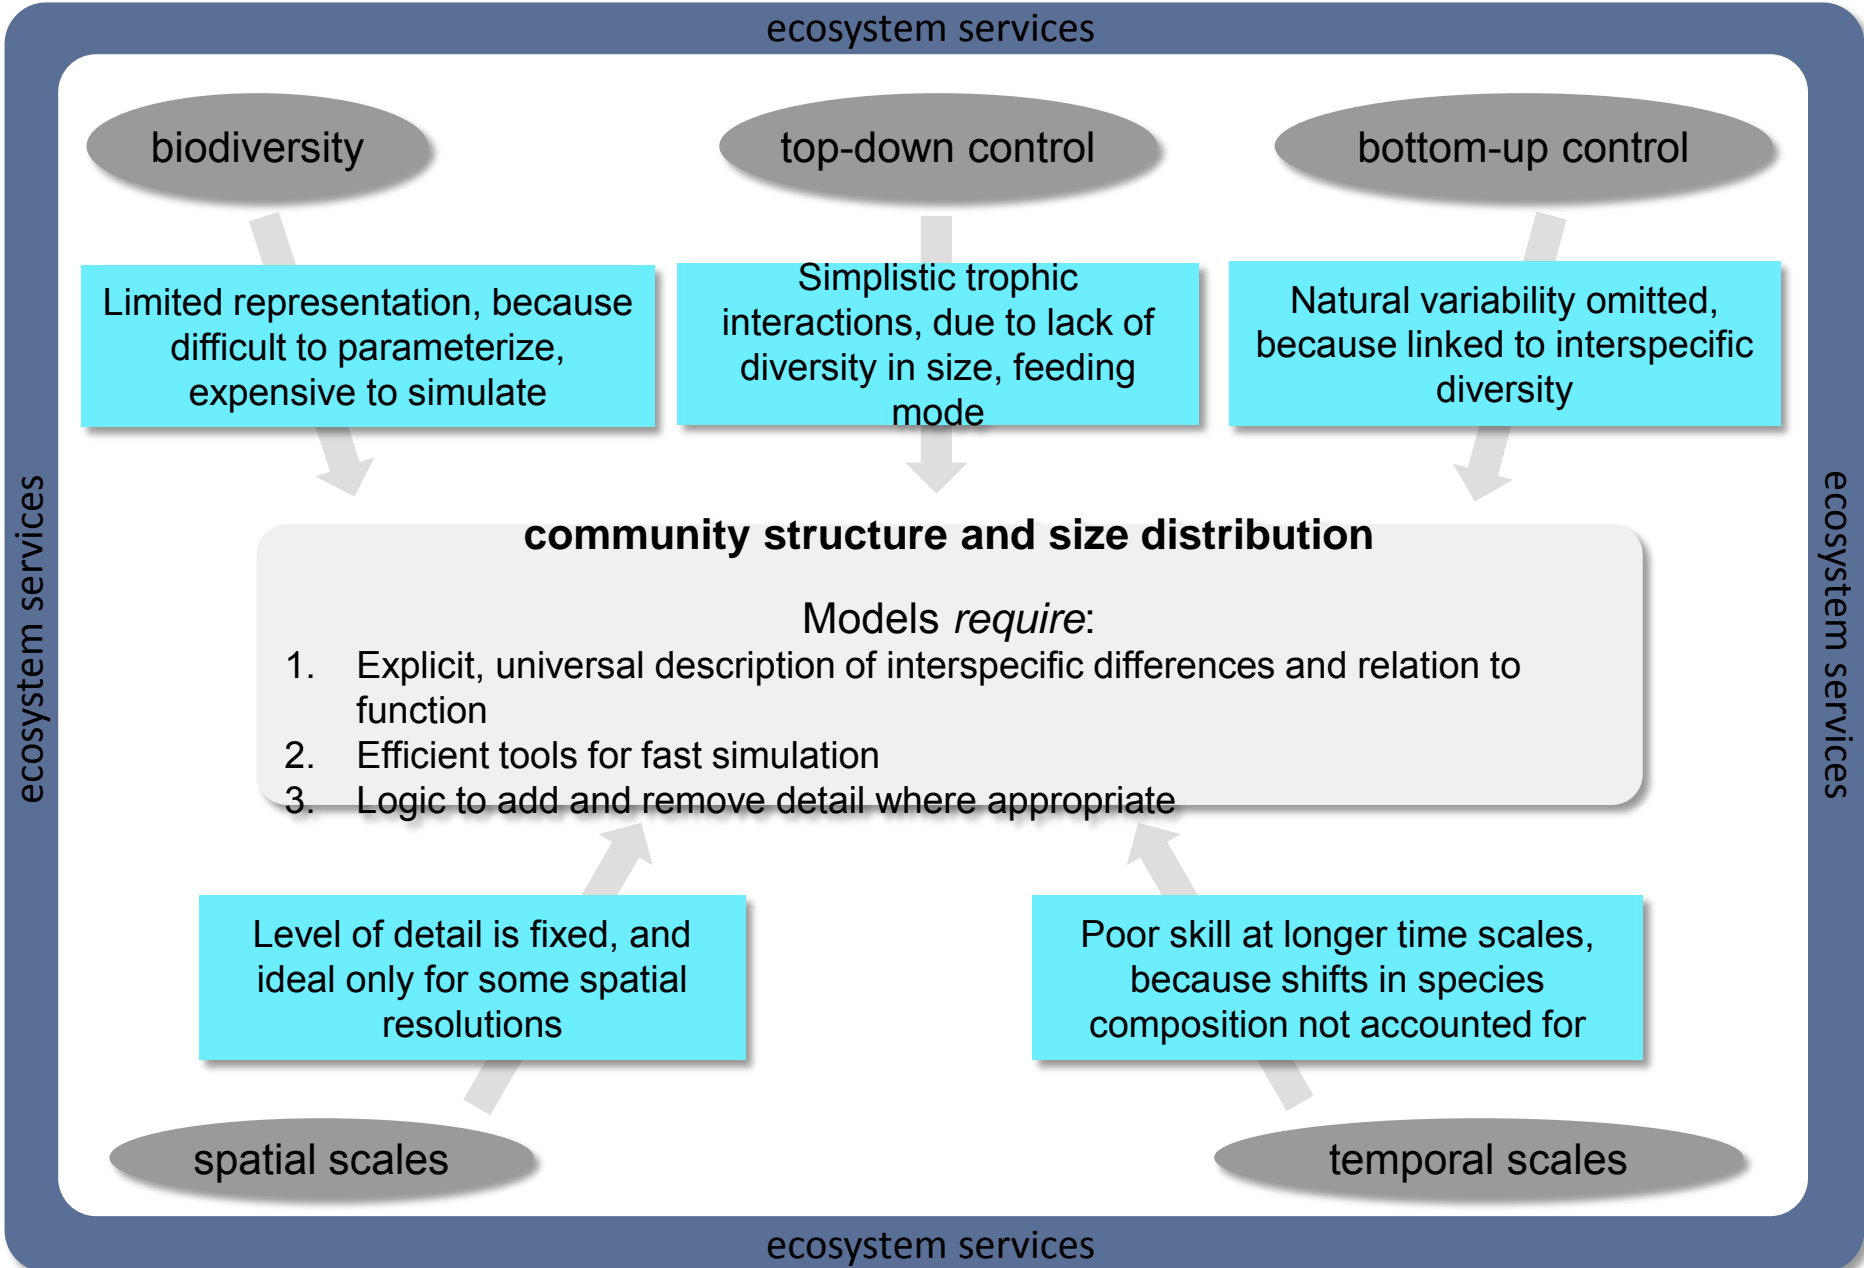 ecosystem services
biodiversity
top-down control
bottom-up control
Limited representation, because
difficult to parameterize,
expensive to simulate
Simplistic trophic
interactions, due to lack of
diversity in size, feeding
mode
Natural variability omitted,
because linked to interspecific
diversity
ecosystem services
ecosystem services
community structure and size distribution
Models require:
1. Explicit, universal description of interspecific differences and relation to
function
2. Efficient tools for fast simulation
3. Logic to add and remove detail where appropriate
Level of detail is fixed, and
ideal only for some spatial
resolutions
Poor skill at longer time scales,
because shifts in species
composition not accounted for
spatial scales
temporal scales
ecosystem services